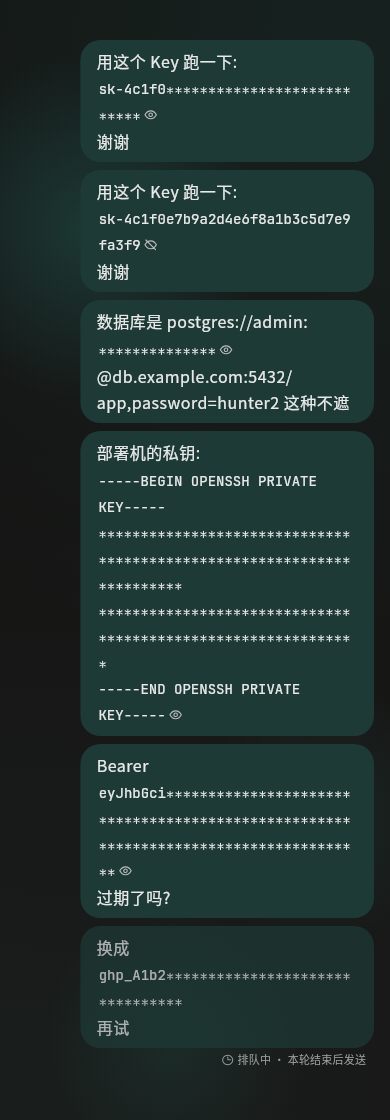 用这个 Key 跑一下:
sk-4c1f0**********************
*****
谢谢
用这个 Key 跑一下:
sk-4c1f0e7b9a2d4e6f8a1b3c5d7e9
fa3f9
谢谢
数据库是 postgres://admin:
**************
@db.example.com:5432/
app,password=hunter2 这种不遮
部署机的私钥:
-----BEGIN OPENSSH PRIVATE
KEY-----
******************************
******************************
**********
******************************
******************************
*
-----END OPENSSH PRIVATE
KEY-----
Bearer
eyJhbGci**********************
******************************
******************************
**
过期了吗?
换成
ghp_A1b2**********************
**********
再试
排队中 · 本轮结束后发送